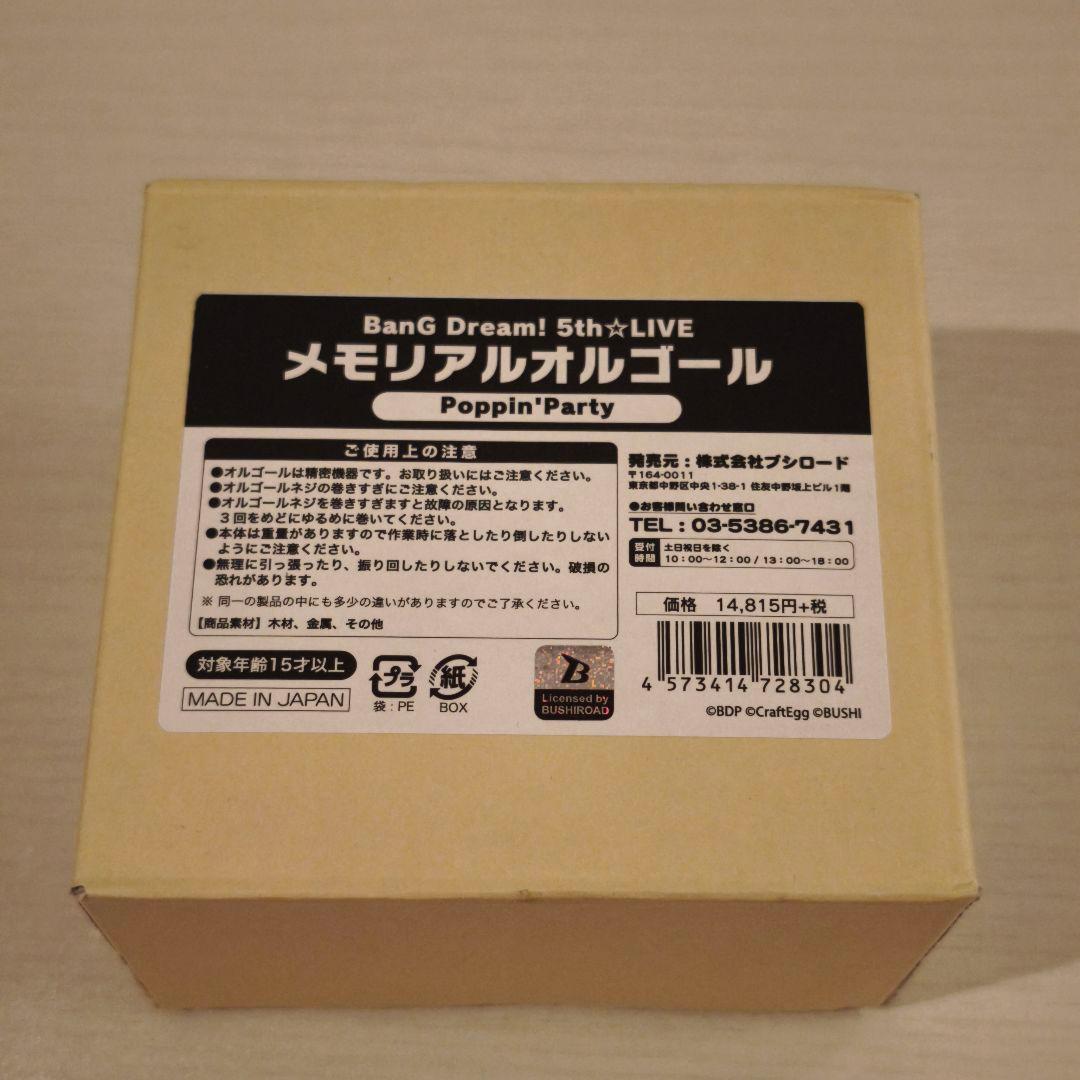 BanG Dream! 5th☆LIVE
メモリアルオルゴール
Poppin'Party
ご使用上の注意
●オルゴールは精密機器です。お取り扱いにはご注意ください。
●オルゴールネジの巻きすぎにご注意ください。
●オルゴールネジを巻きすぎますと故障の原因となります。
3回をめどにゆるめに巻いてください。
●本体は重量がありますので作業時に落としたり倒したりしない
ようにご注意ください。
●無理に引っ張ったり、振り回したりしないでください。破損の
恐れがあります。
※ 同一の製品の中にも多少の違いがありますのでご了承ください。
【商品素材】木材、金属、その他
対象年齢15才以上
MADE IN JAPAN
プラ
袋：PE
紙
BOX
B
Licensed by
BUSHIROAD
発売元：株式会社ブシロード
〒164-0011
東京都中野区中央1-38-1 住友中野坂上ビル1階
●お客様問い合わせ窓口
TEL：03-5386-7431
受付
時間
土日祝日を除く
10：00〜12：00 / 13：00〜18：00
価格 14,815円+税
4 573414 728304
©BDP ©CraftEgg ©BUSHI